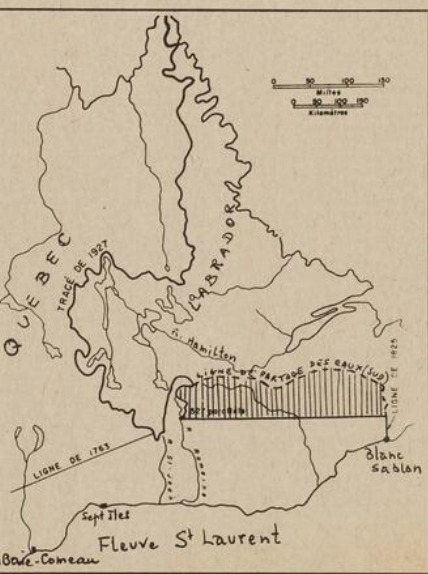 0 50 100 150
Milles
0 50 100 150
Kilomètres
QUÉBEC
TRACÉ DE 1927
LABRADOR
Hamilton
LIGNE DE PARTAGE DES EAUX (SUD)
LIGNE DE 1825
LIGNE DE 1763
Blanc
Sablon
Sept Iles
Fleuve St Laurent
Baie-Comeau